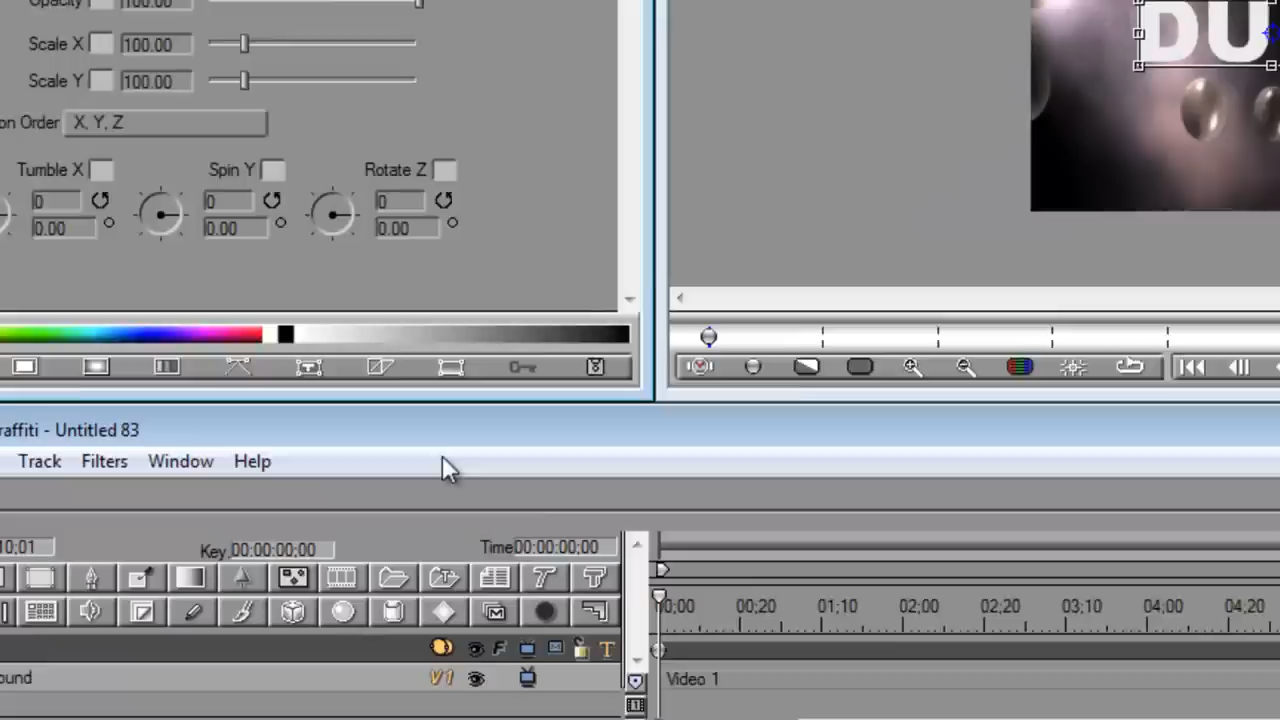 Opacity 100.00
DU
Scale X 100.00
Scale Y 100.00
on Order X, Y, Z
Tumble X Spin Y Rotate Z
0 0 0
0.00 0.00 0.00
raffiti - Untitled 83
Track Filters Window Help
10;01 Key 00:00:00;00 Time 00:00:00;00
0;00 00;20 01;10 02;00 02;20 03;10 04;00 04;20
F T
ound V1 Video 1